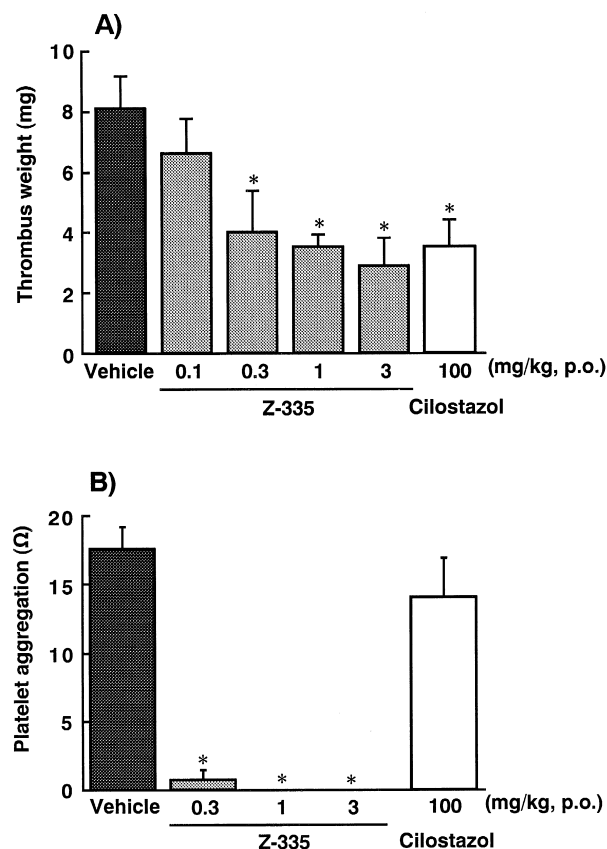 A)
Thrombus weight (mg)
10
8
6
4
2
0
*
*
*
*
Vehicle 0.1 0.3 1 3 100 (mg/kg, p.o.)
Z-335 Cilostazol
B)
Platelet aggregation (Ω)
20
15
10
5
0
* * *
Vehicle 0.3 1 3 100 (mg/kg, p.o.)
Z-335 Cilostazol